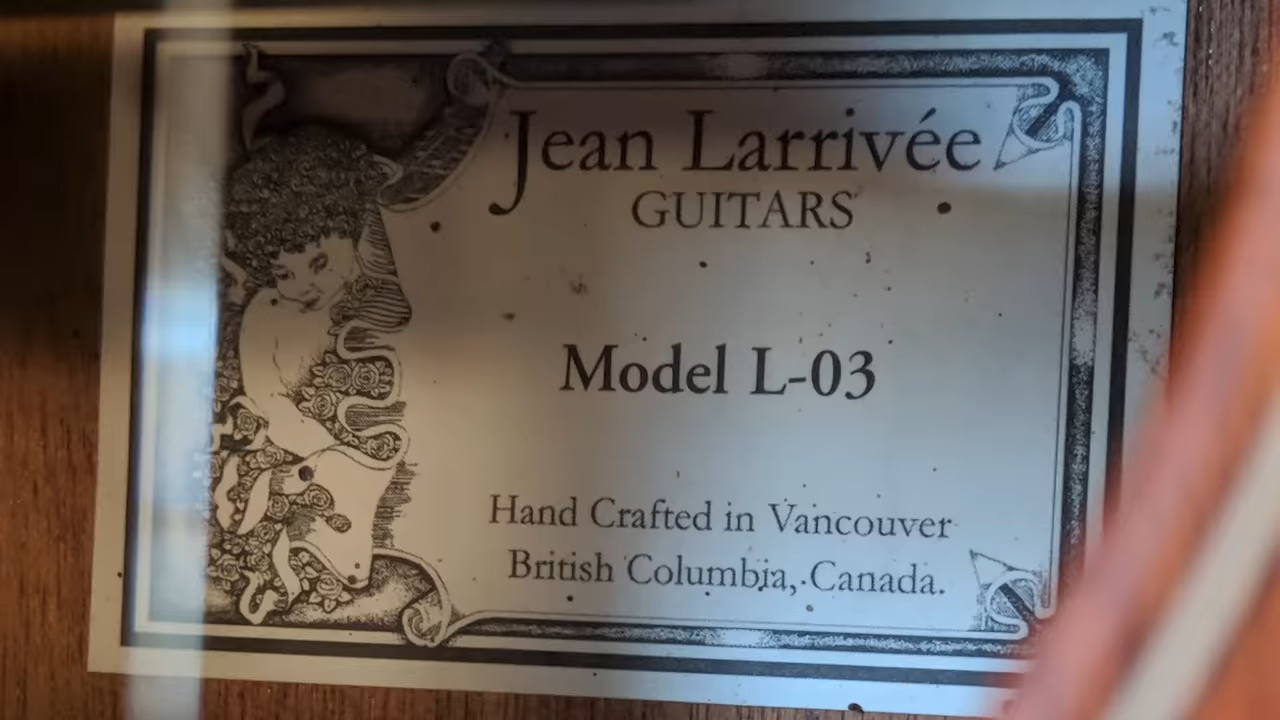 Jean Larrivée
GUITARS
Model L-03
Hand Crafted in Vancouver
British Columbia, Canada.